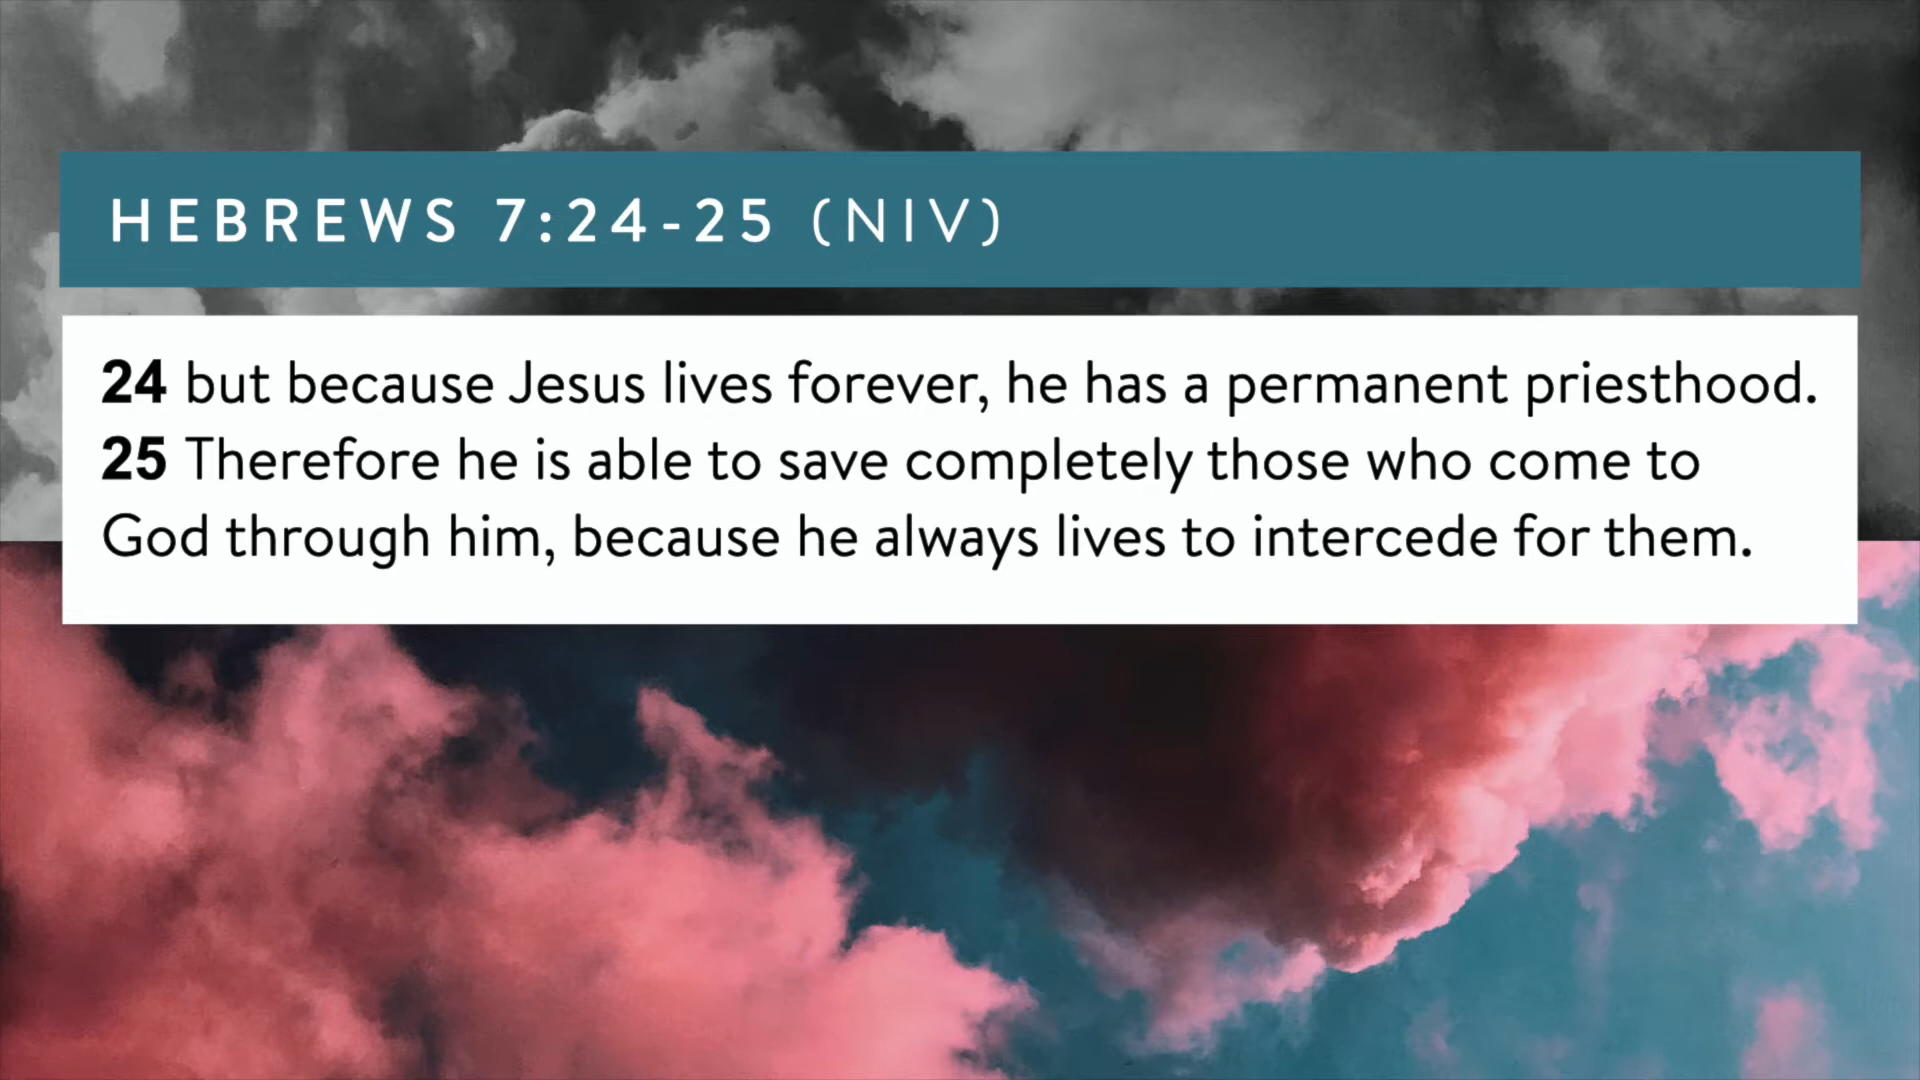 HEBREWS 7:24-25 (NIV)
24 but because Jesus lives forever, he has a permanent priesthood.
25 Therefore he is able to save completely those who come to
God through him, because he always lives to intercede for them.